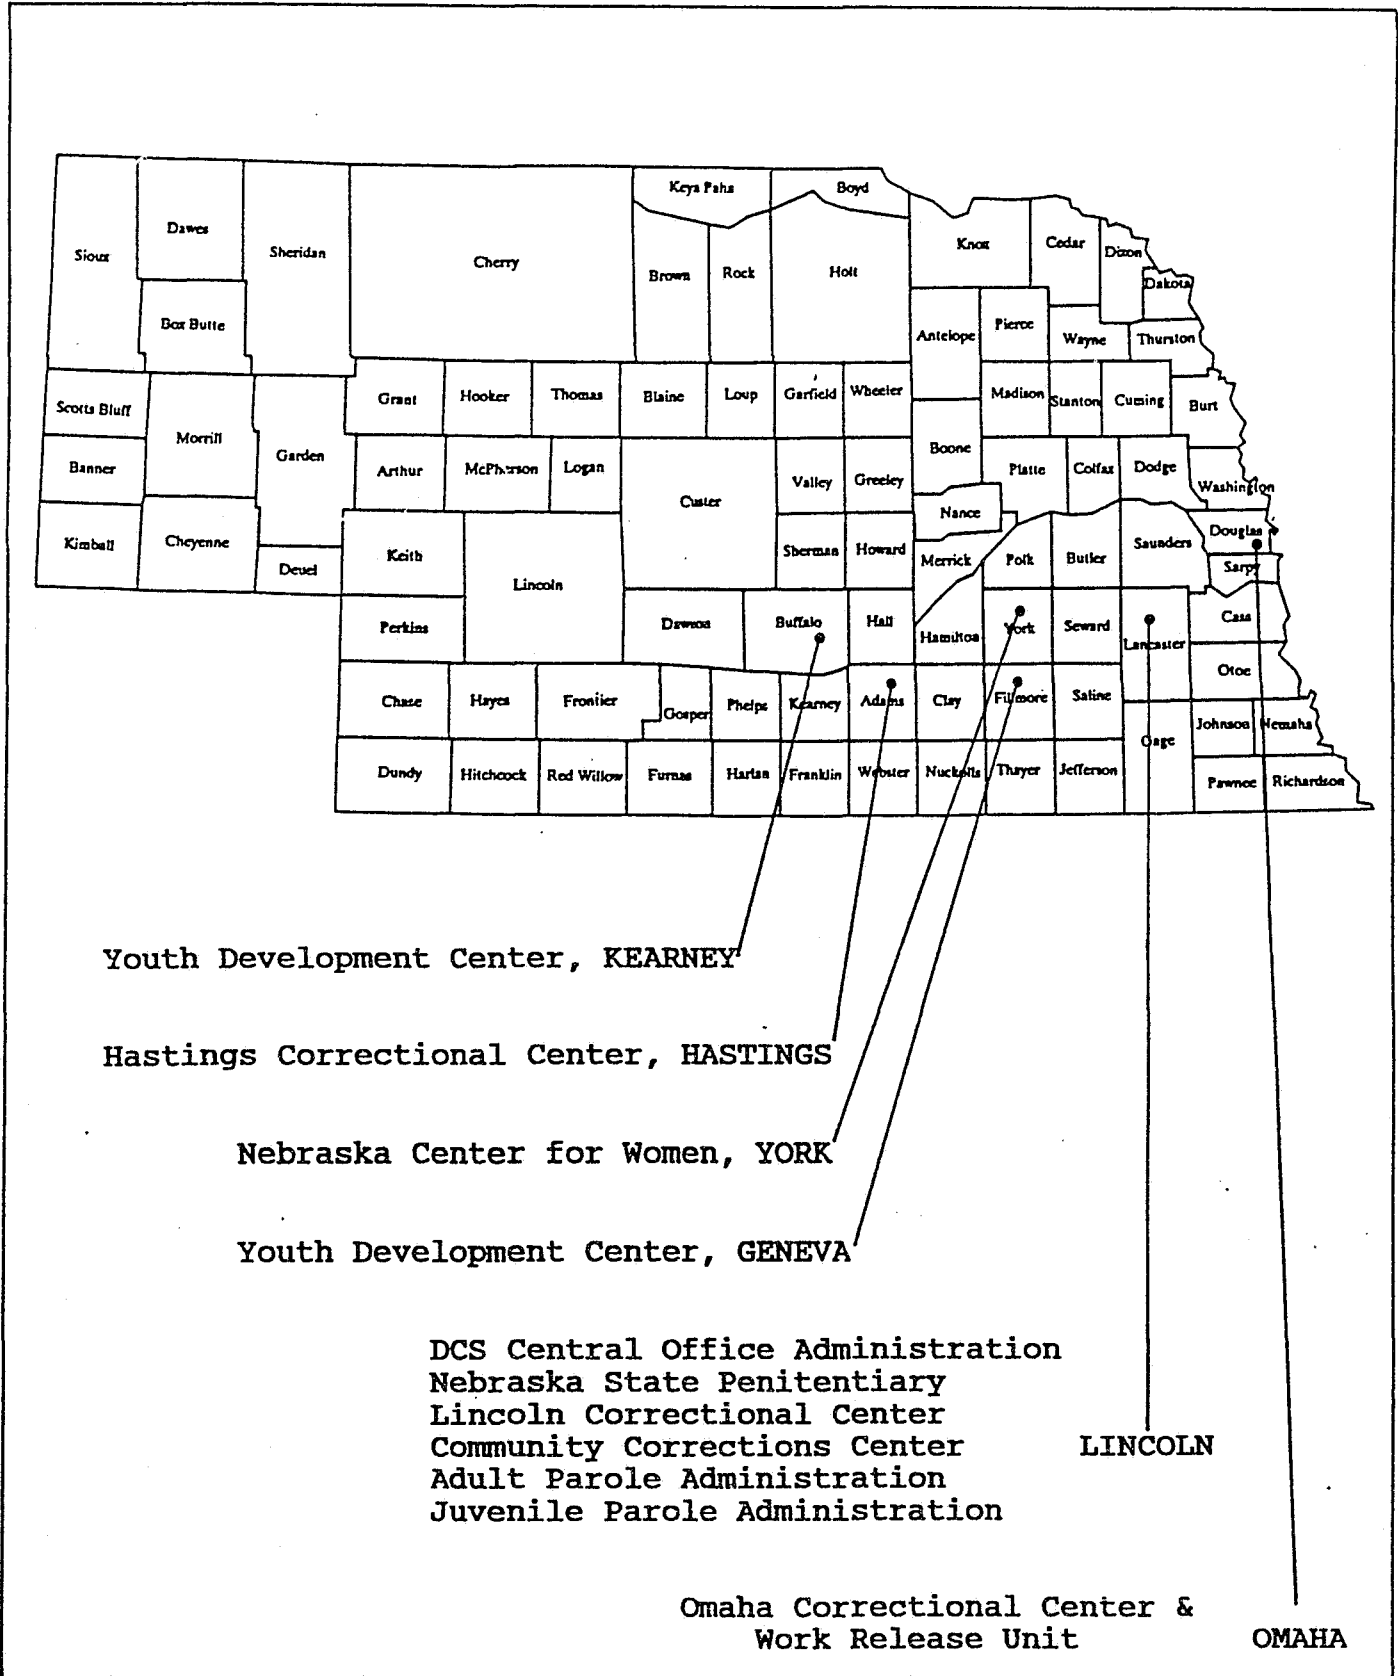 Keya Paha
Boyd
Dawes
Sioux
Sheridan
Cherry
Knox
Cedar
Dixon
Brown
Rock
Holt
Dakota
Box Butte
Antelope
Pierce
Wayne
Thurston
Scotts Bluff
Grant
Hooker
Thomas
Blaine
Loup
Garfield
Wheeler
Madison
Stanton
Cuming
Burt
Morrill
Garden
Boone
Banner
Arthur
McPherson
Logan
Custer
Valley
Greeley
Platte
Colfax
Dodge
Washington
Nance
Kimball
Cheyenne
Deuel
Keith
Lincoln
Sherman
Howard
Merrick
Polk
Butler
Saunders
Douglas
Sarpy
Perkins
Dawson
Buffalo
Hall
Hamilton
York
Seward
Lancaster
Cass
Otoe
Chase
Hayes
Frontier
Gosper
Phelps
Kearney
Adams
Clay
Fillmore
Saline
Gage
Johnson
Nemaha
Dundy
Hitchcock
Red Willow
Furnas
Harlan
Franklin
Webster
Nuckolls
Thayer
Jefferson
Pawnee
Richardson
Youth Development Center, KEARNEY
Hastings Correctional Center, HASTINGS
Nebraska Center for Women, YORK
Youth Development Center, GENEVA
DCS Central Office Administration
Nebraska State Penitentiary
Lincoln Correctional Center
Community Corrections Center LINCOLN
Adult Parole Administration
Juvenile Parole Administration
Omaha Correctional Center &
Work Release Unit OMAHA